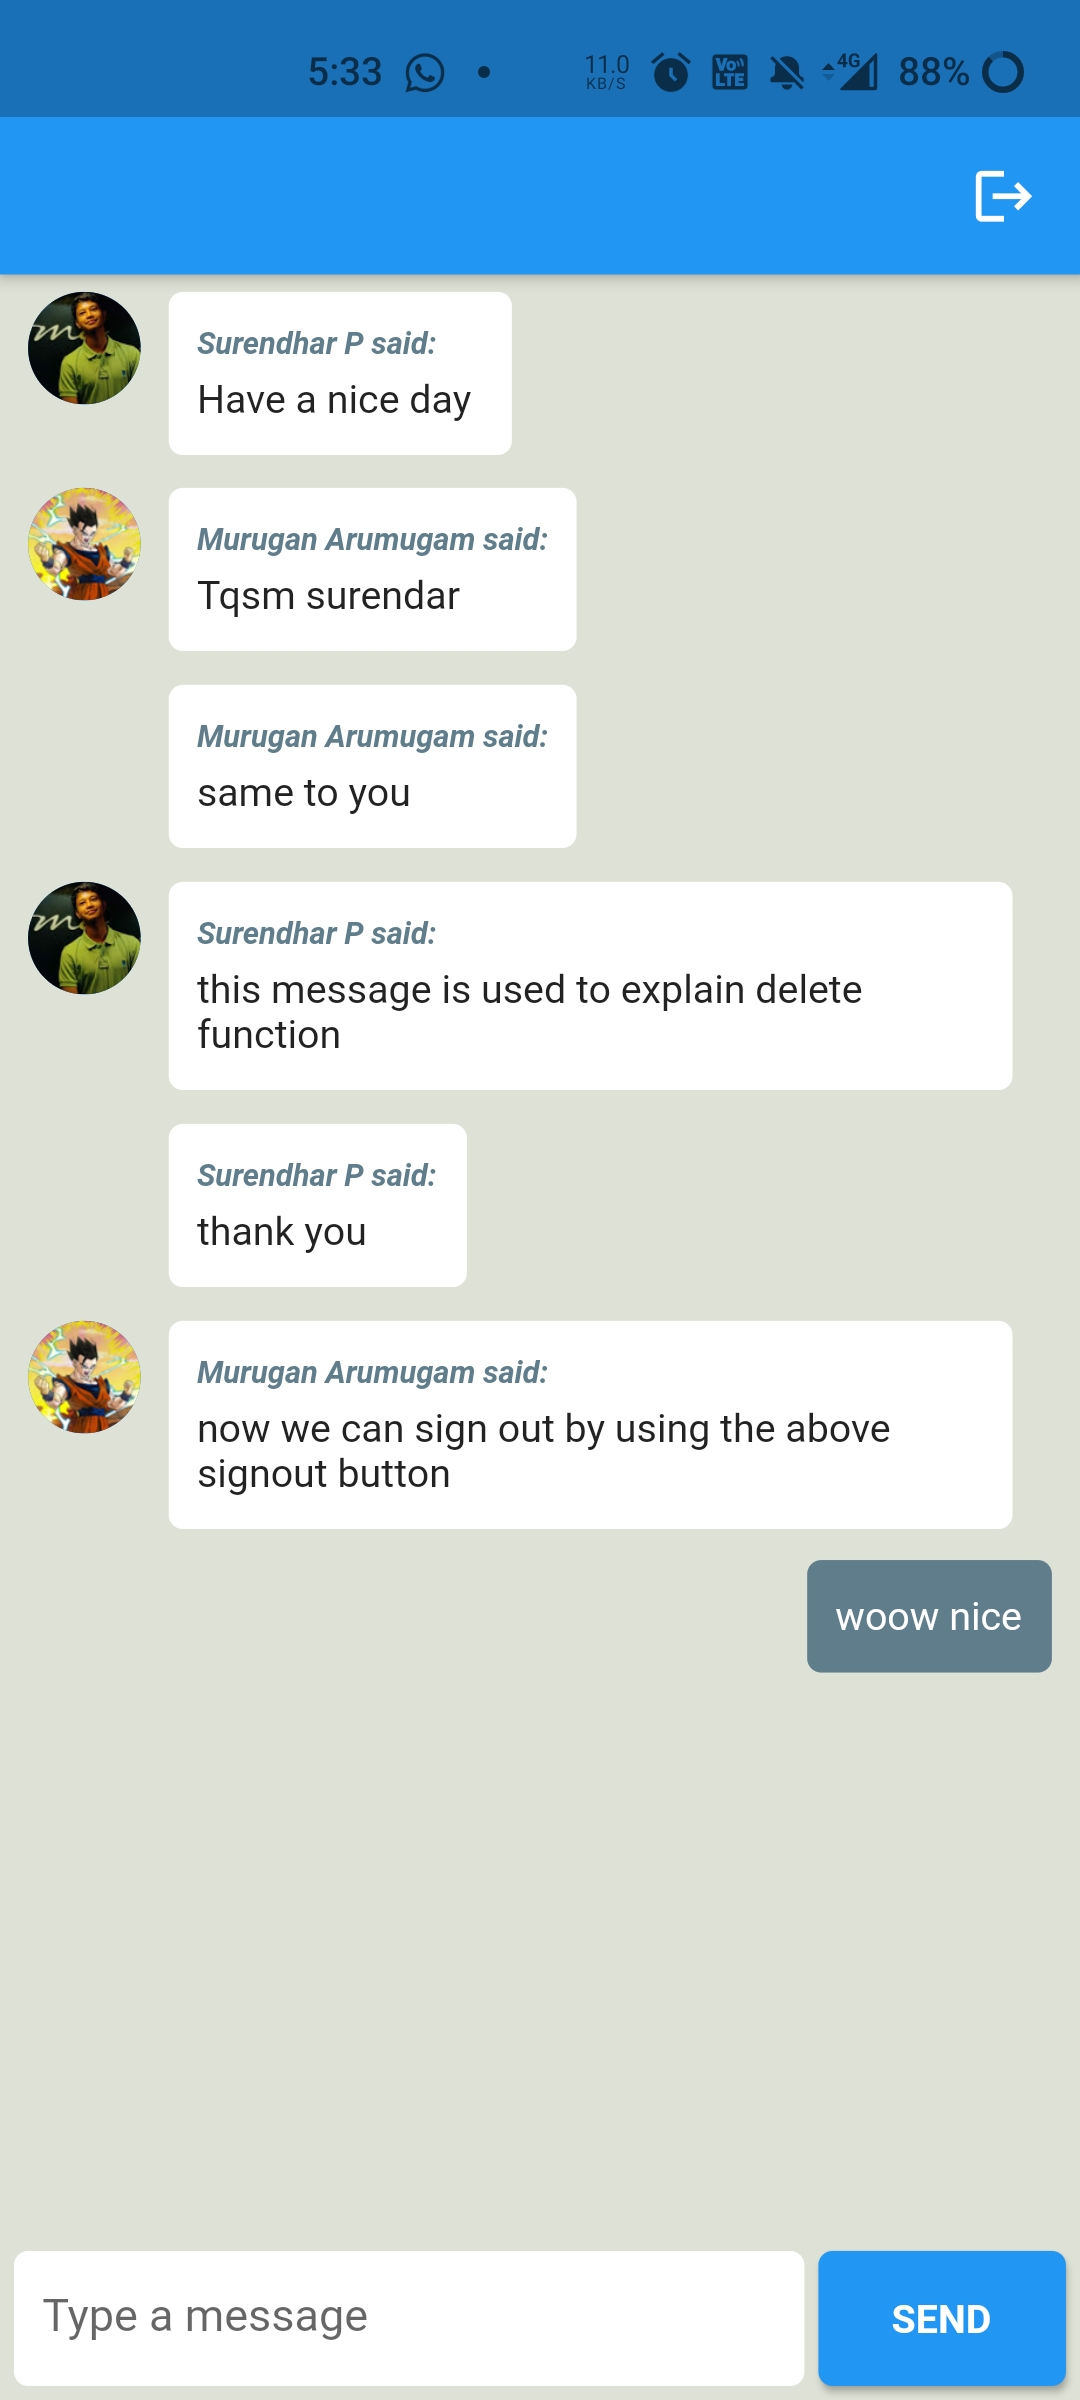 5:33
11.0
KB/S
Vo
LTE
4G
88%
Surendhar P said:
Have a nice day
Murugan Arumugam said:
Tqsm surendar
Murugan Arumugam said:
same to you
Surendhar P said:
this message is used to explain delete
function
Surendhar P said:
thank you
Murugan Arumugam said:
now we can sign out by using the above
signout button
woow nice
Type a message
SEND